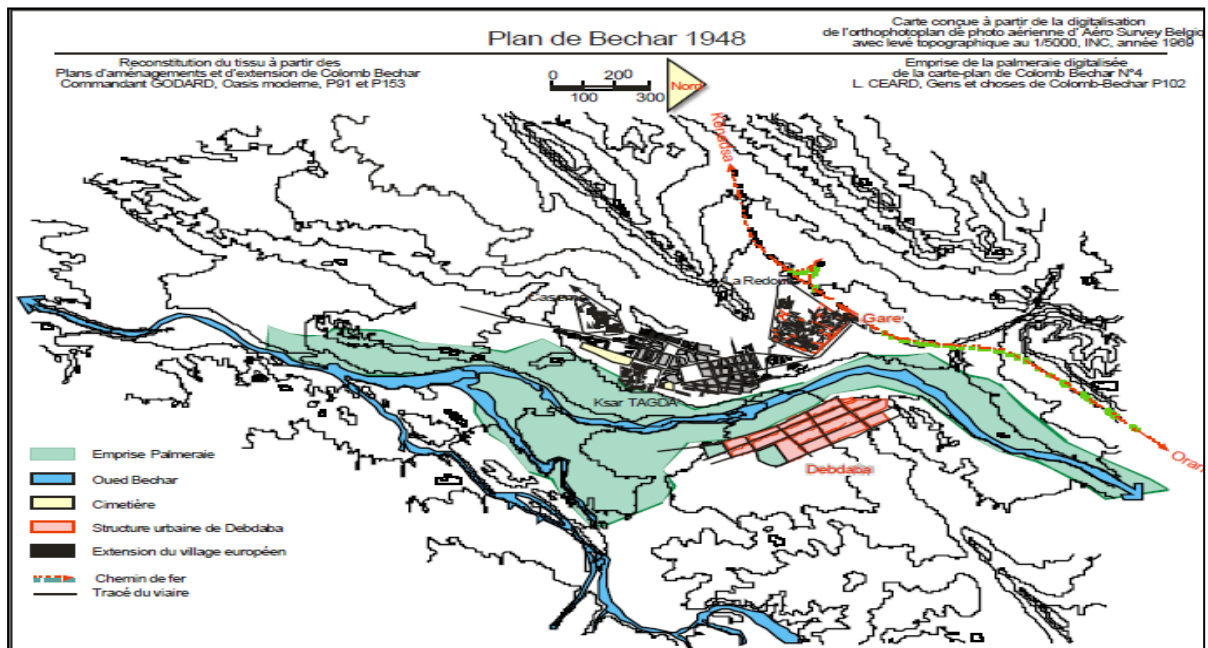 Plan de Bechar 1948
Carte conçue à partir de la digitalisation
de l'orthophotoplan de photo aérienne d' Aéro Survey Belgic
avec levé topographique au 1/5000, INC, année 1969
Reconstitution du tissu à partir des
Plans d'aménagements et d'extension de Colomb Bechar
Commandant GODARD, Oasis moderne, P91 et P153
0 200
100 300
Nord
Emprise de la palmeraie digitalisée
de la carte-plan de Colomb Bechar N°4
L. CEARD, Gens et choses de Colomb-Bechar P102
Kenadsa
La Redoute
Caserne
Gare
Ksar TAGDA
Debdaba
Oran
Emprise Palmeraie
Oued Bechar
Cimetière
Structure urbaine de Debdaba
Extension du village européen
Chemin de fer
Tracé du viaire